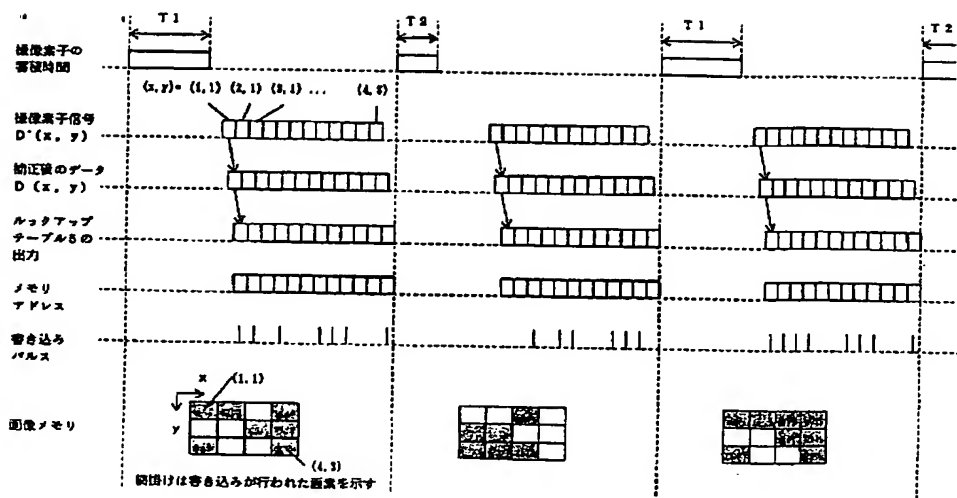 T1
T2
T1
T2
撮像素子の
蓄積時間
(x,y)= (1,1) (2,1) (3,1) ... (4,3)
撮像素子信号
D'(x, y)
補正後のデータ
D (x, y)
ルックアップ
テーブル5の
出力
メモリ
アドレス
書き込み
パルス
x
(1,1)
画像メモリ
y
(4,3)
網掛けは書き込みが行われた画素を示す